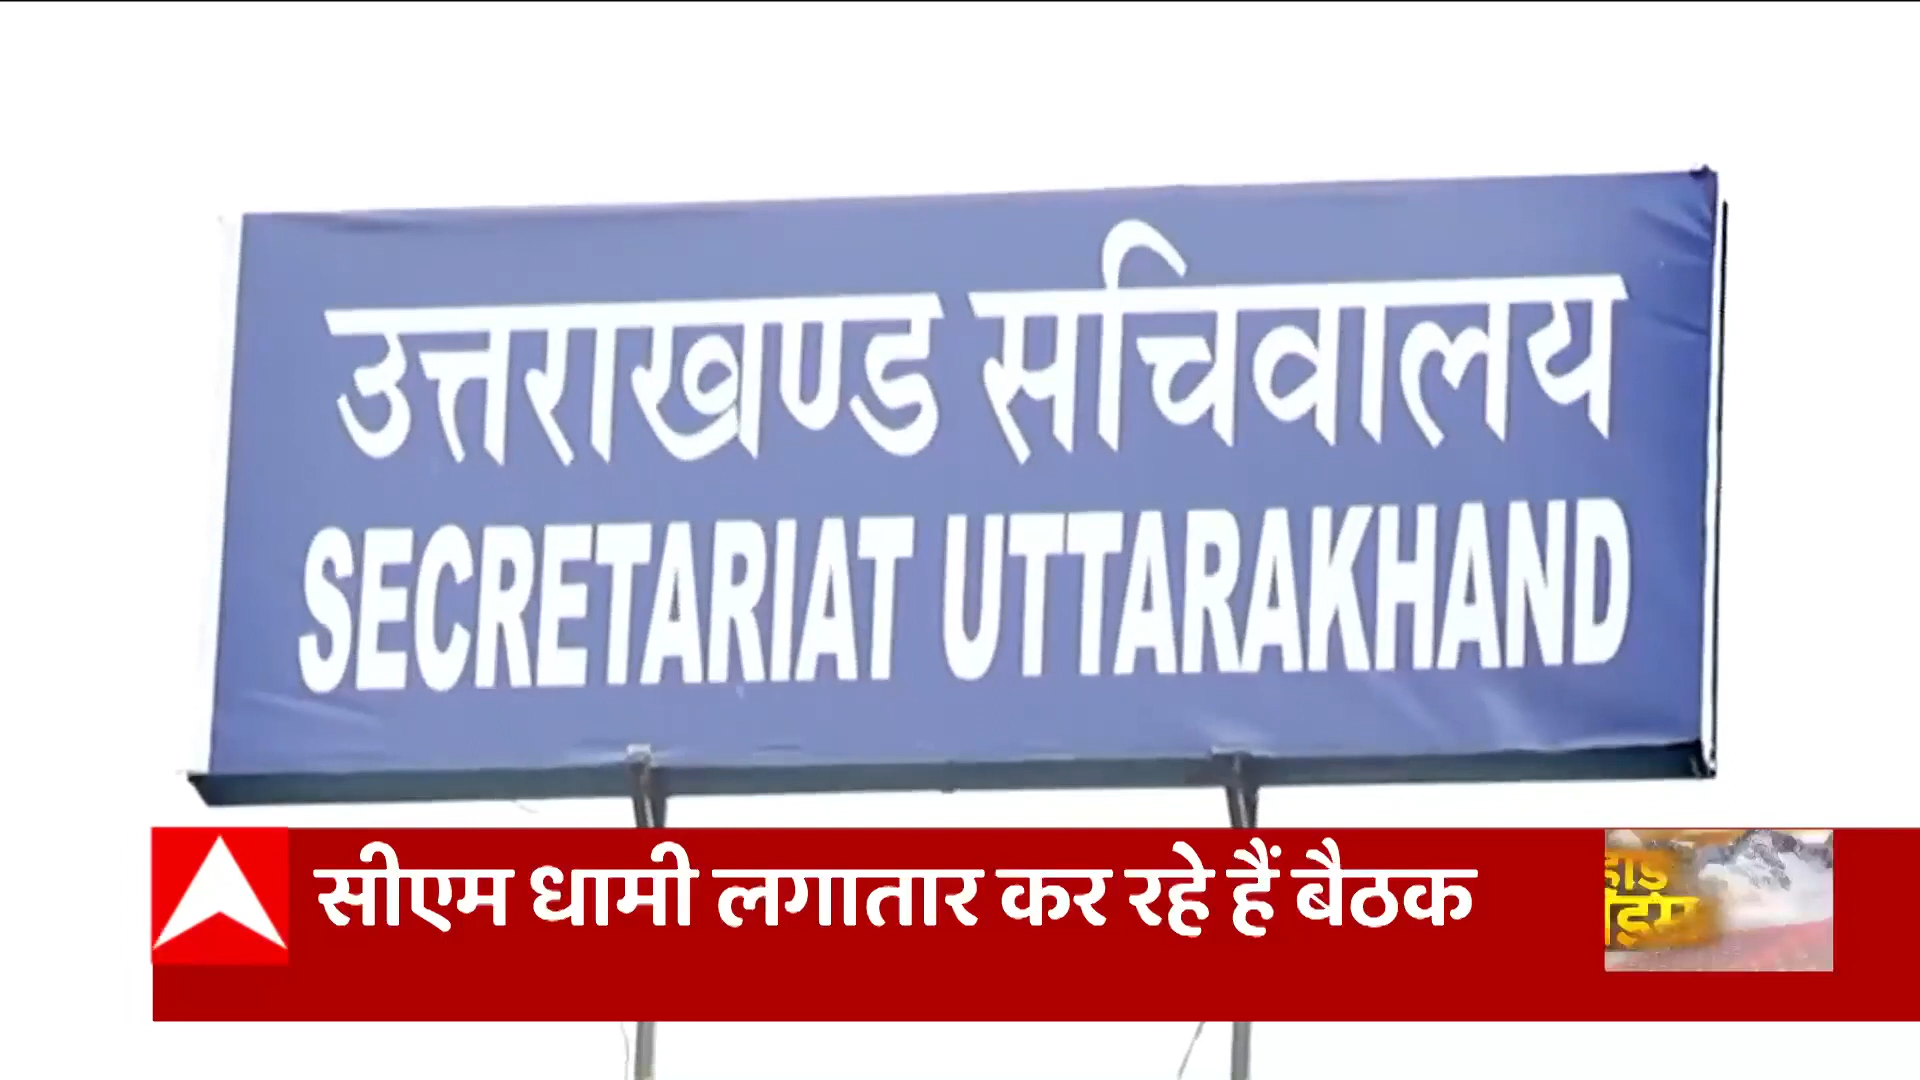 उत्तराखण्ड सचिवालय
SECRETARIAT UTTARAKHAND
सीएम धामी लगातार कर रहे हैं बैठक